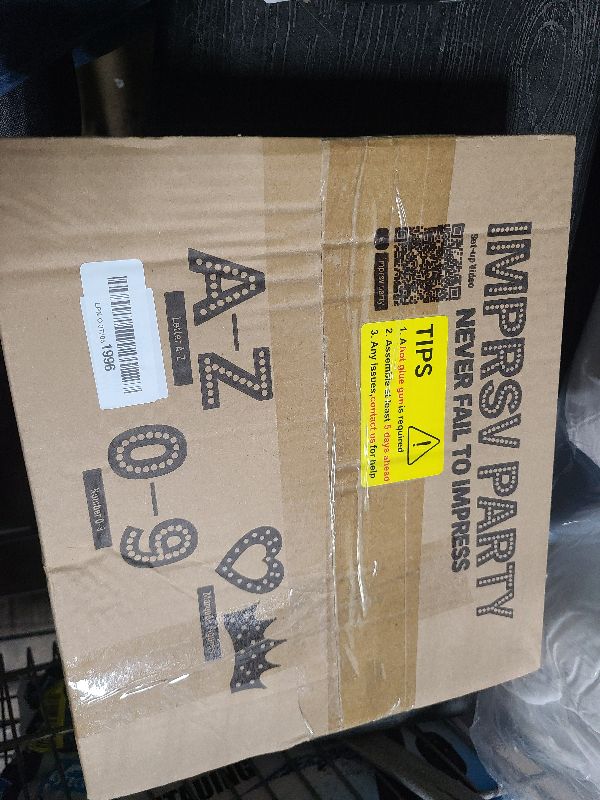 IMPRSV PARTY
NEVER FAIL TO IMPRESS
Set-up Video
TIPS
1. A hot glue gun is required
2. Assemble at least 5 days ahead
3. Any issues, contact us for help
A-Z
Letter A-Z
0-9
Number 0-9
1996
TADING